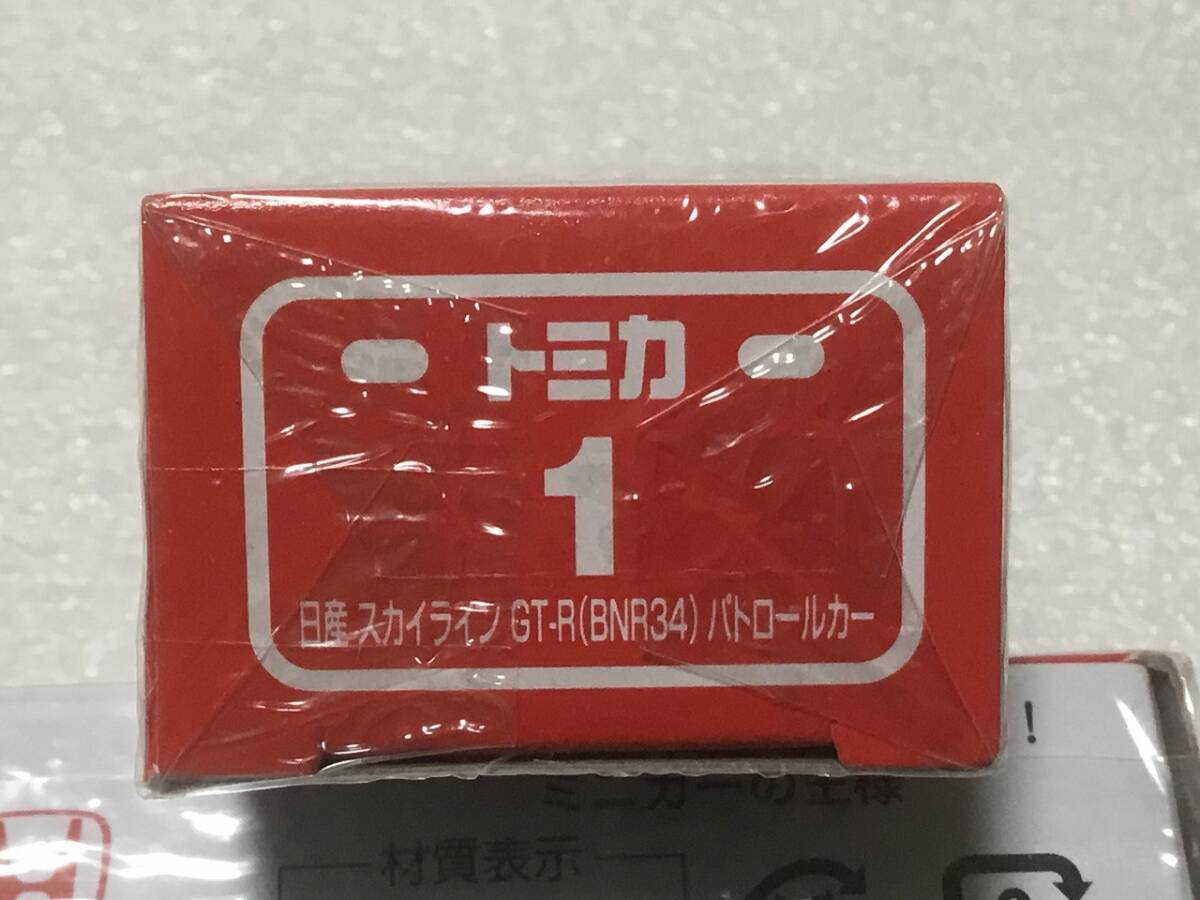 トミカ
1
日産 スカイライン GT-R(BNR34) パトロールカー
!
ミニカーの王様
材質表示